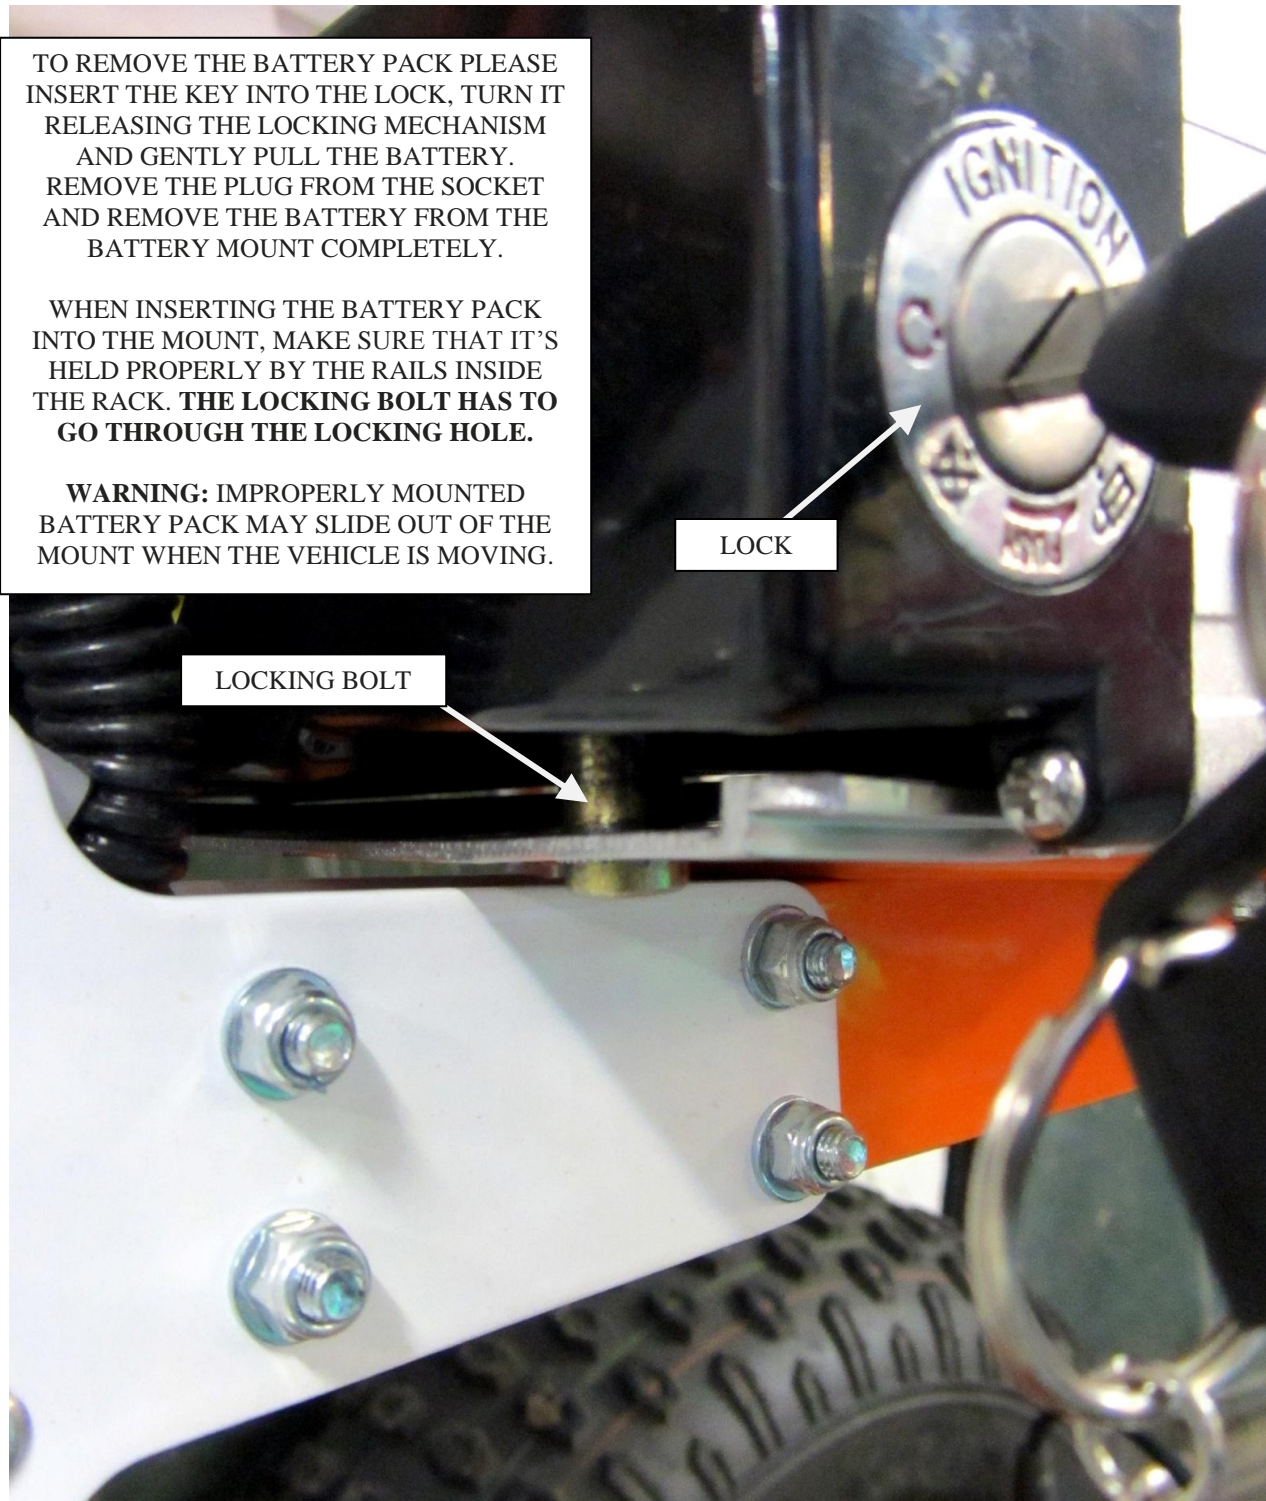 TO REMOVE THE BATTERY PACK PLEASE
INSERT THE KEY INTO THE LOCK, TURN IT
RELEASING THE LOCKING MECHANISM
AND GENTLY PULL THE BATTERY.
REMOVE THE PLUG FROM THE SOCKET
AND REMOVE THE BATTERY FROM THE
BATTERY MOUNT COMPLETELY.
WHEN INSERTING THE BATTERY PACK
INTO THE MOUNT, MAKE SURE THAT IT’S
HELD PROPERLY BY THE RAILS INSIDE
THE RACK. THE LOCKING BOLT HAS TO
GO THROUGH THE LOCKING HOLE.
WARNING: IMPROPERLY MOUNTED
BATTERY PACK MAY SLIDE OUT OF THE
MOUNT WHEN THE VEHICLE IS MOVING.
IGNITION
PUSH
LOCK
LOCKING BOLT